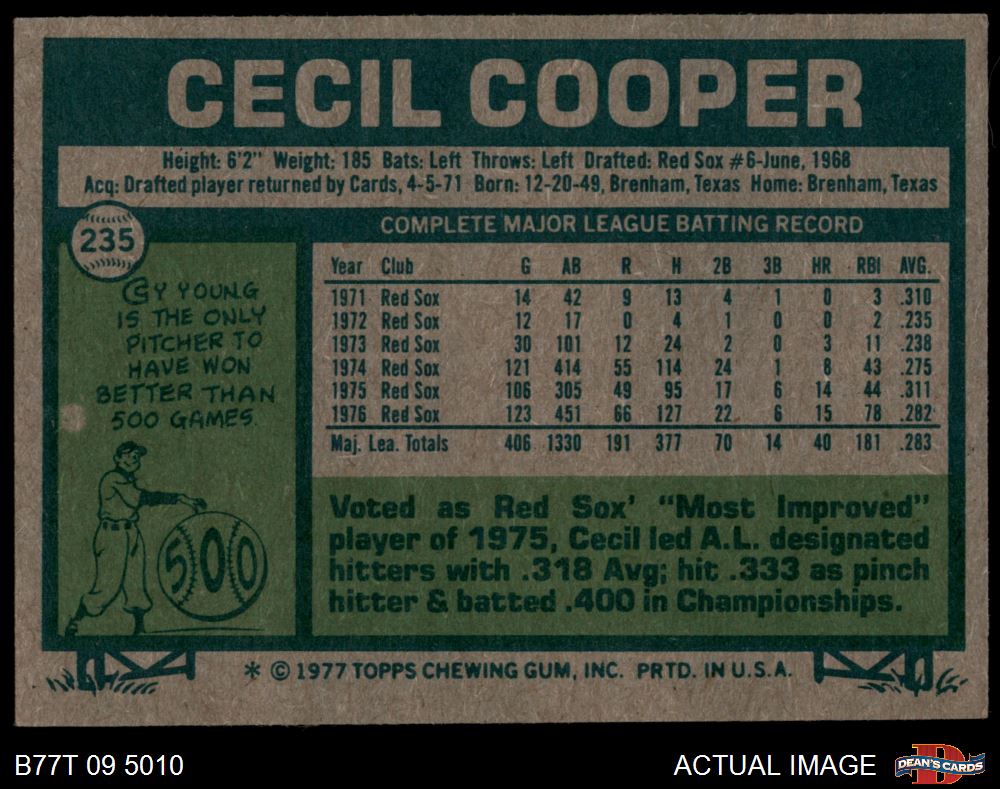 CECIL COOPER
Height: 6'2" Weight: 185 Bats: Left Throws: Left Drafted: Red Sox #6-June, 1968
Acq: Drafted player returned by Cards, 4-5-71 Born: 12-20-49, Brenham, Texas Home: Brenham, Texas
235
CY YOUNG
IS THE ONLY
PITCHER TO
HAVE WON
BETTER THAN
500 GAMES.
500
COMPLETE MAJOR LEAGUE BATTING RECORD
Year Club G AB R H 2B 3B HR RBI AVG.
1971 Red Sox 14 42 9 13 4 1 0 3 .310
1972 Red Sox 12 17 0 4 1 0 0 2 .235
1973 Red Sox 30 101 12 24 2 0 3 11 .238
1974 Red Sox 121 414 55 114 24 1 8 43 .275
1975 Red Sox 106 305 49 95 17 6 14 44 .311
1976 Red Sox 123 451 66 127 22 6 15 78 .282
Maj. Lea. Totals 406 1330 191 377 70 14 40 181 .283
Voted as Red Sox' "Most Improved"
player of 1975, Cecil led A.L. designated
hitters with .318 Avg; hit .333 as pinch
hitter & batted .400 in Championships.
* © 1977 TOPPS CHEWING GUM, INC. PRTD. IN U.S.A.
B77T 09 5010
ACTUAL IMAGE
D
DEAN'S CARDS